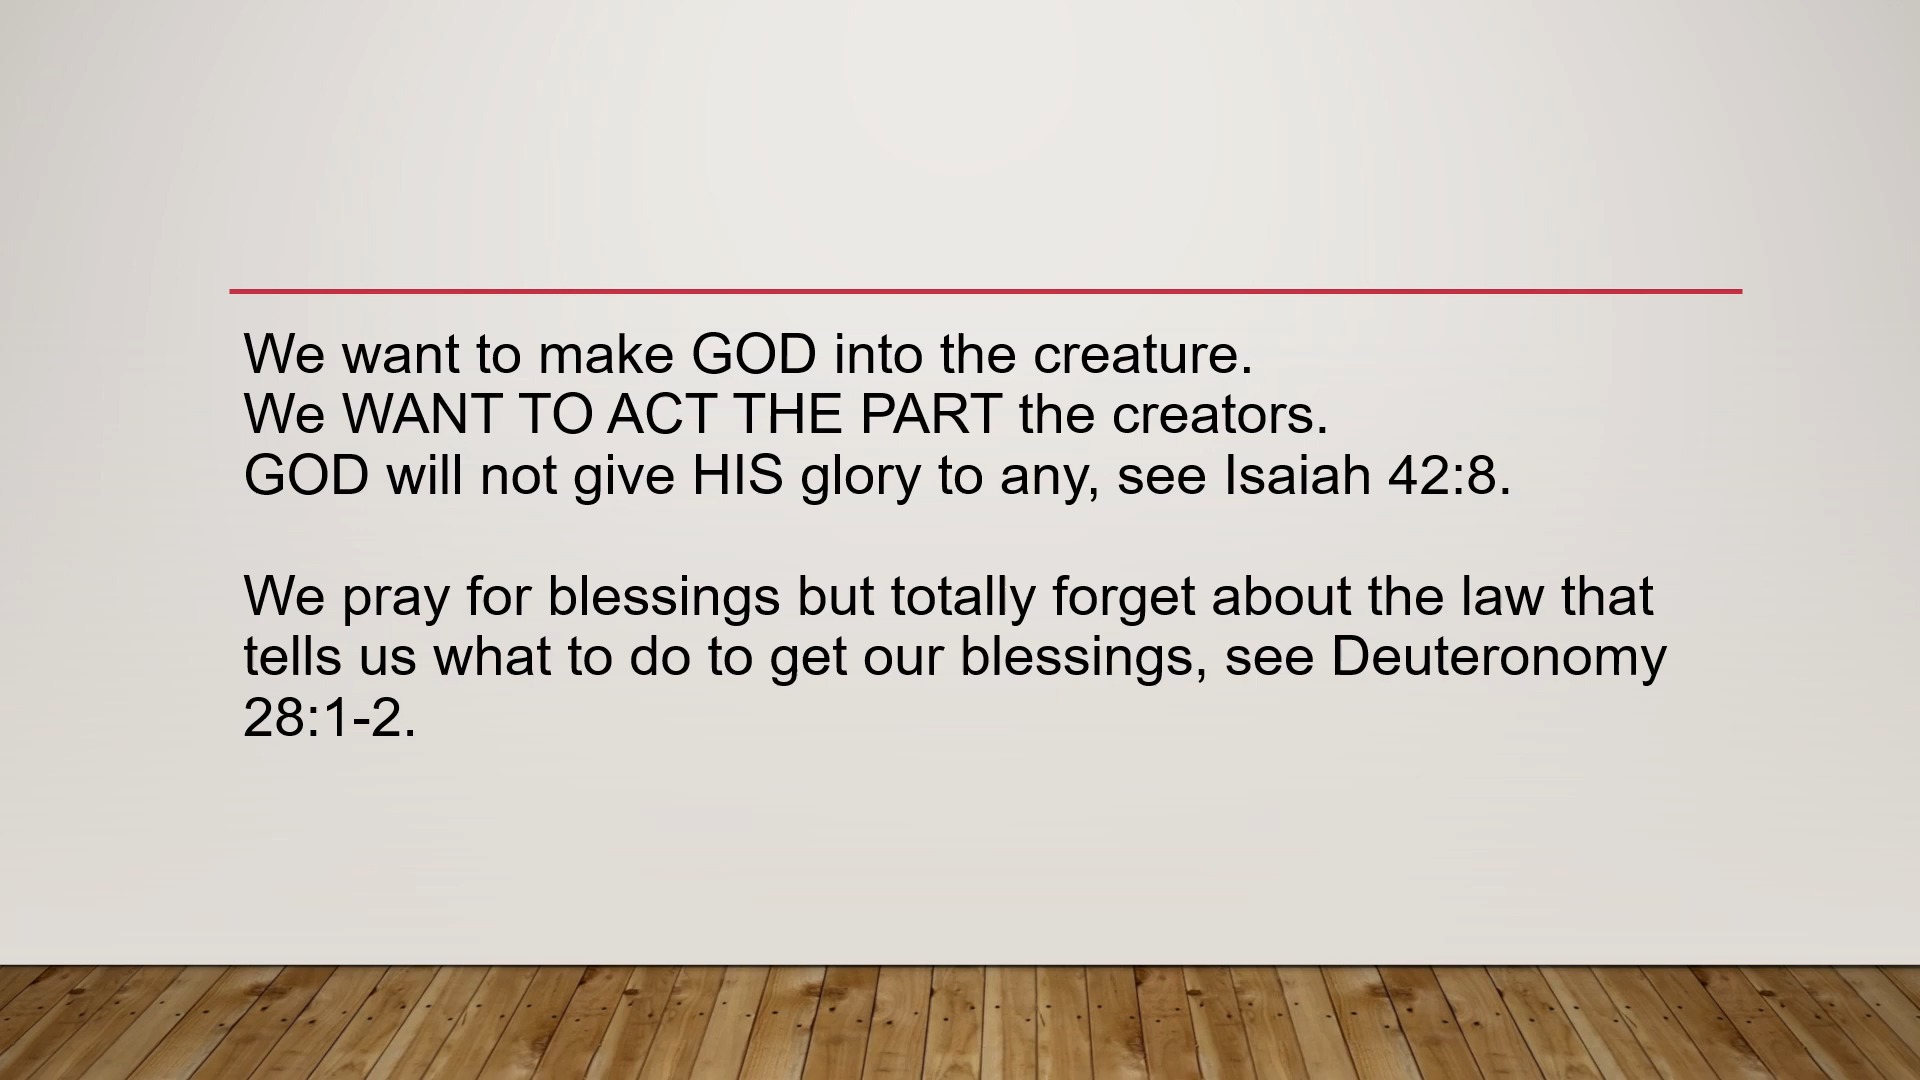 We want to make GOD into the creature.
We WANT TO ACT THE PART the creators.
GOD will not give HIS glory to any, see Isaiah 42:8.
We pray for blessings but totally forget about the law that
tells us what to do to get our blessings, see Deuteronomy
28:1-2.